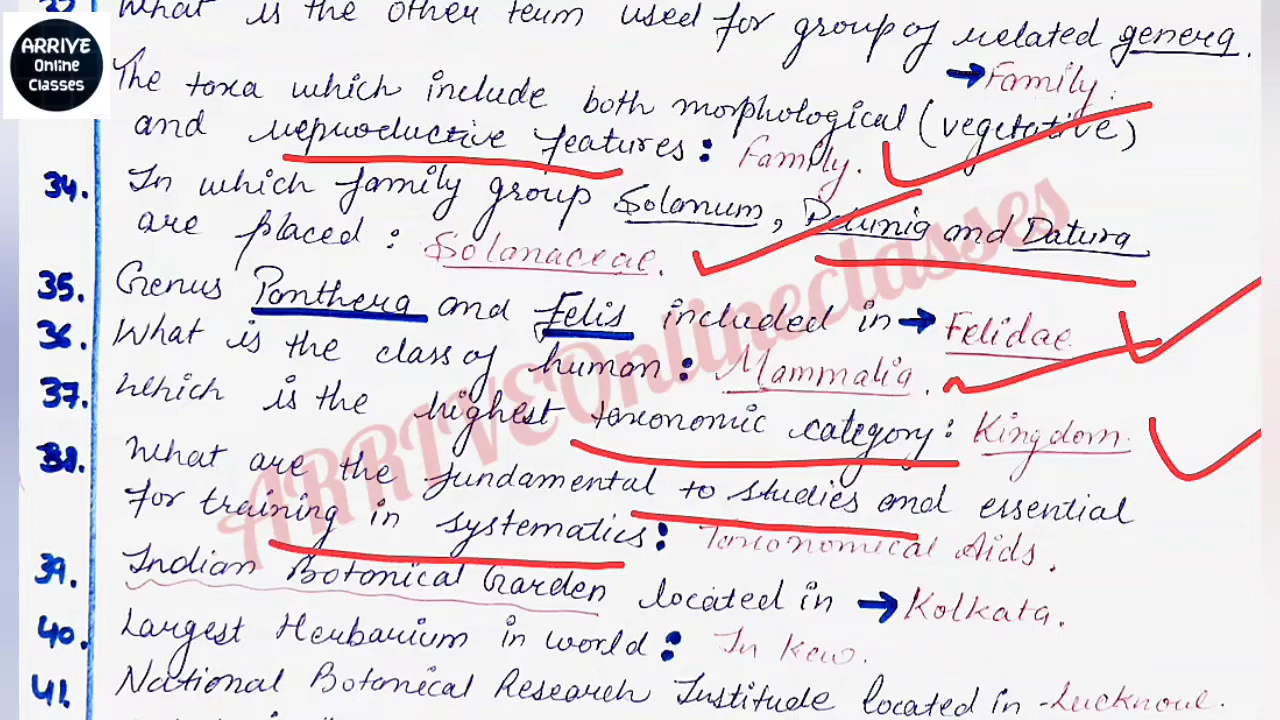 ARRIVE
Online
Classes
What is the other term used for group of related genera.
→ Family.
The taxa which include both morphological (vegetative)
and reproductive features: Family.
34. In which family group Solanum, Petunia and Datura
are placed: Solanaceae.
35. Genus Panthera and Felis included in → Felidae
36. What is the class of human: Mammalia.
37. Which is the highest taxonomic category: Kingdom.
38. What are the fundamental to studies and essential
for training in systematics: Taxonomical Aids.
39. Indian Botanical Garden located in → Kolkata.
40. Largest Herbarium in world: In Kew.
41. National Botanical Research Institude located in - Lucknow.
ARRIVEOnlineclasses